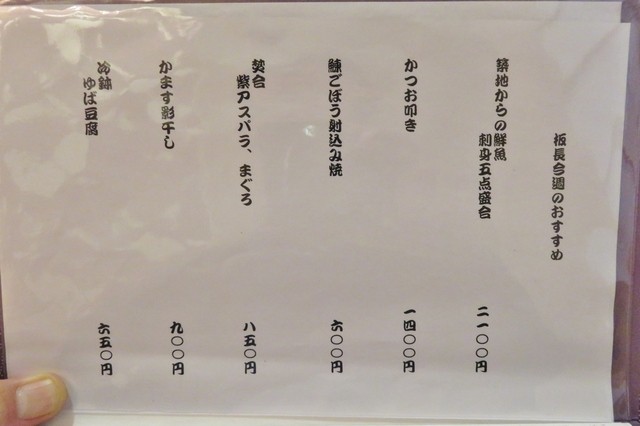 板長今週のおすすめ
築地からの鮮魚
刺身五点盛合
二一〇〇円
かつお叩き
一四〇〇円
鰊ごぼう射込み焼
六〇〇円
焚合
紫アスパラ、まぐろ
八五〇円
かます影干し
九〇〇円
冷鉢
ゆば豆腐
六五〇円